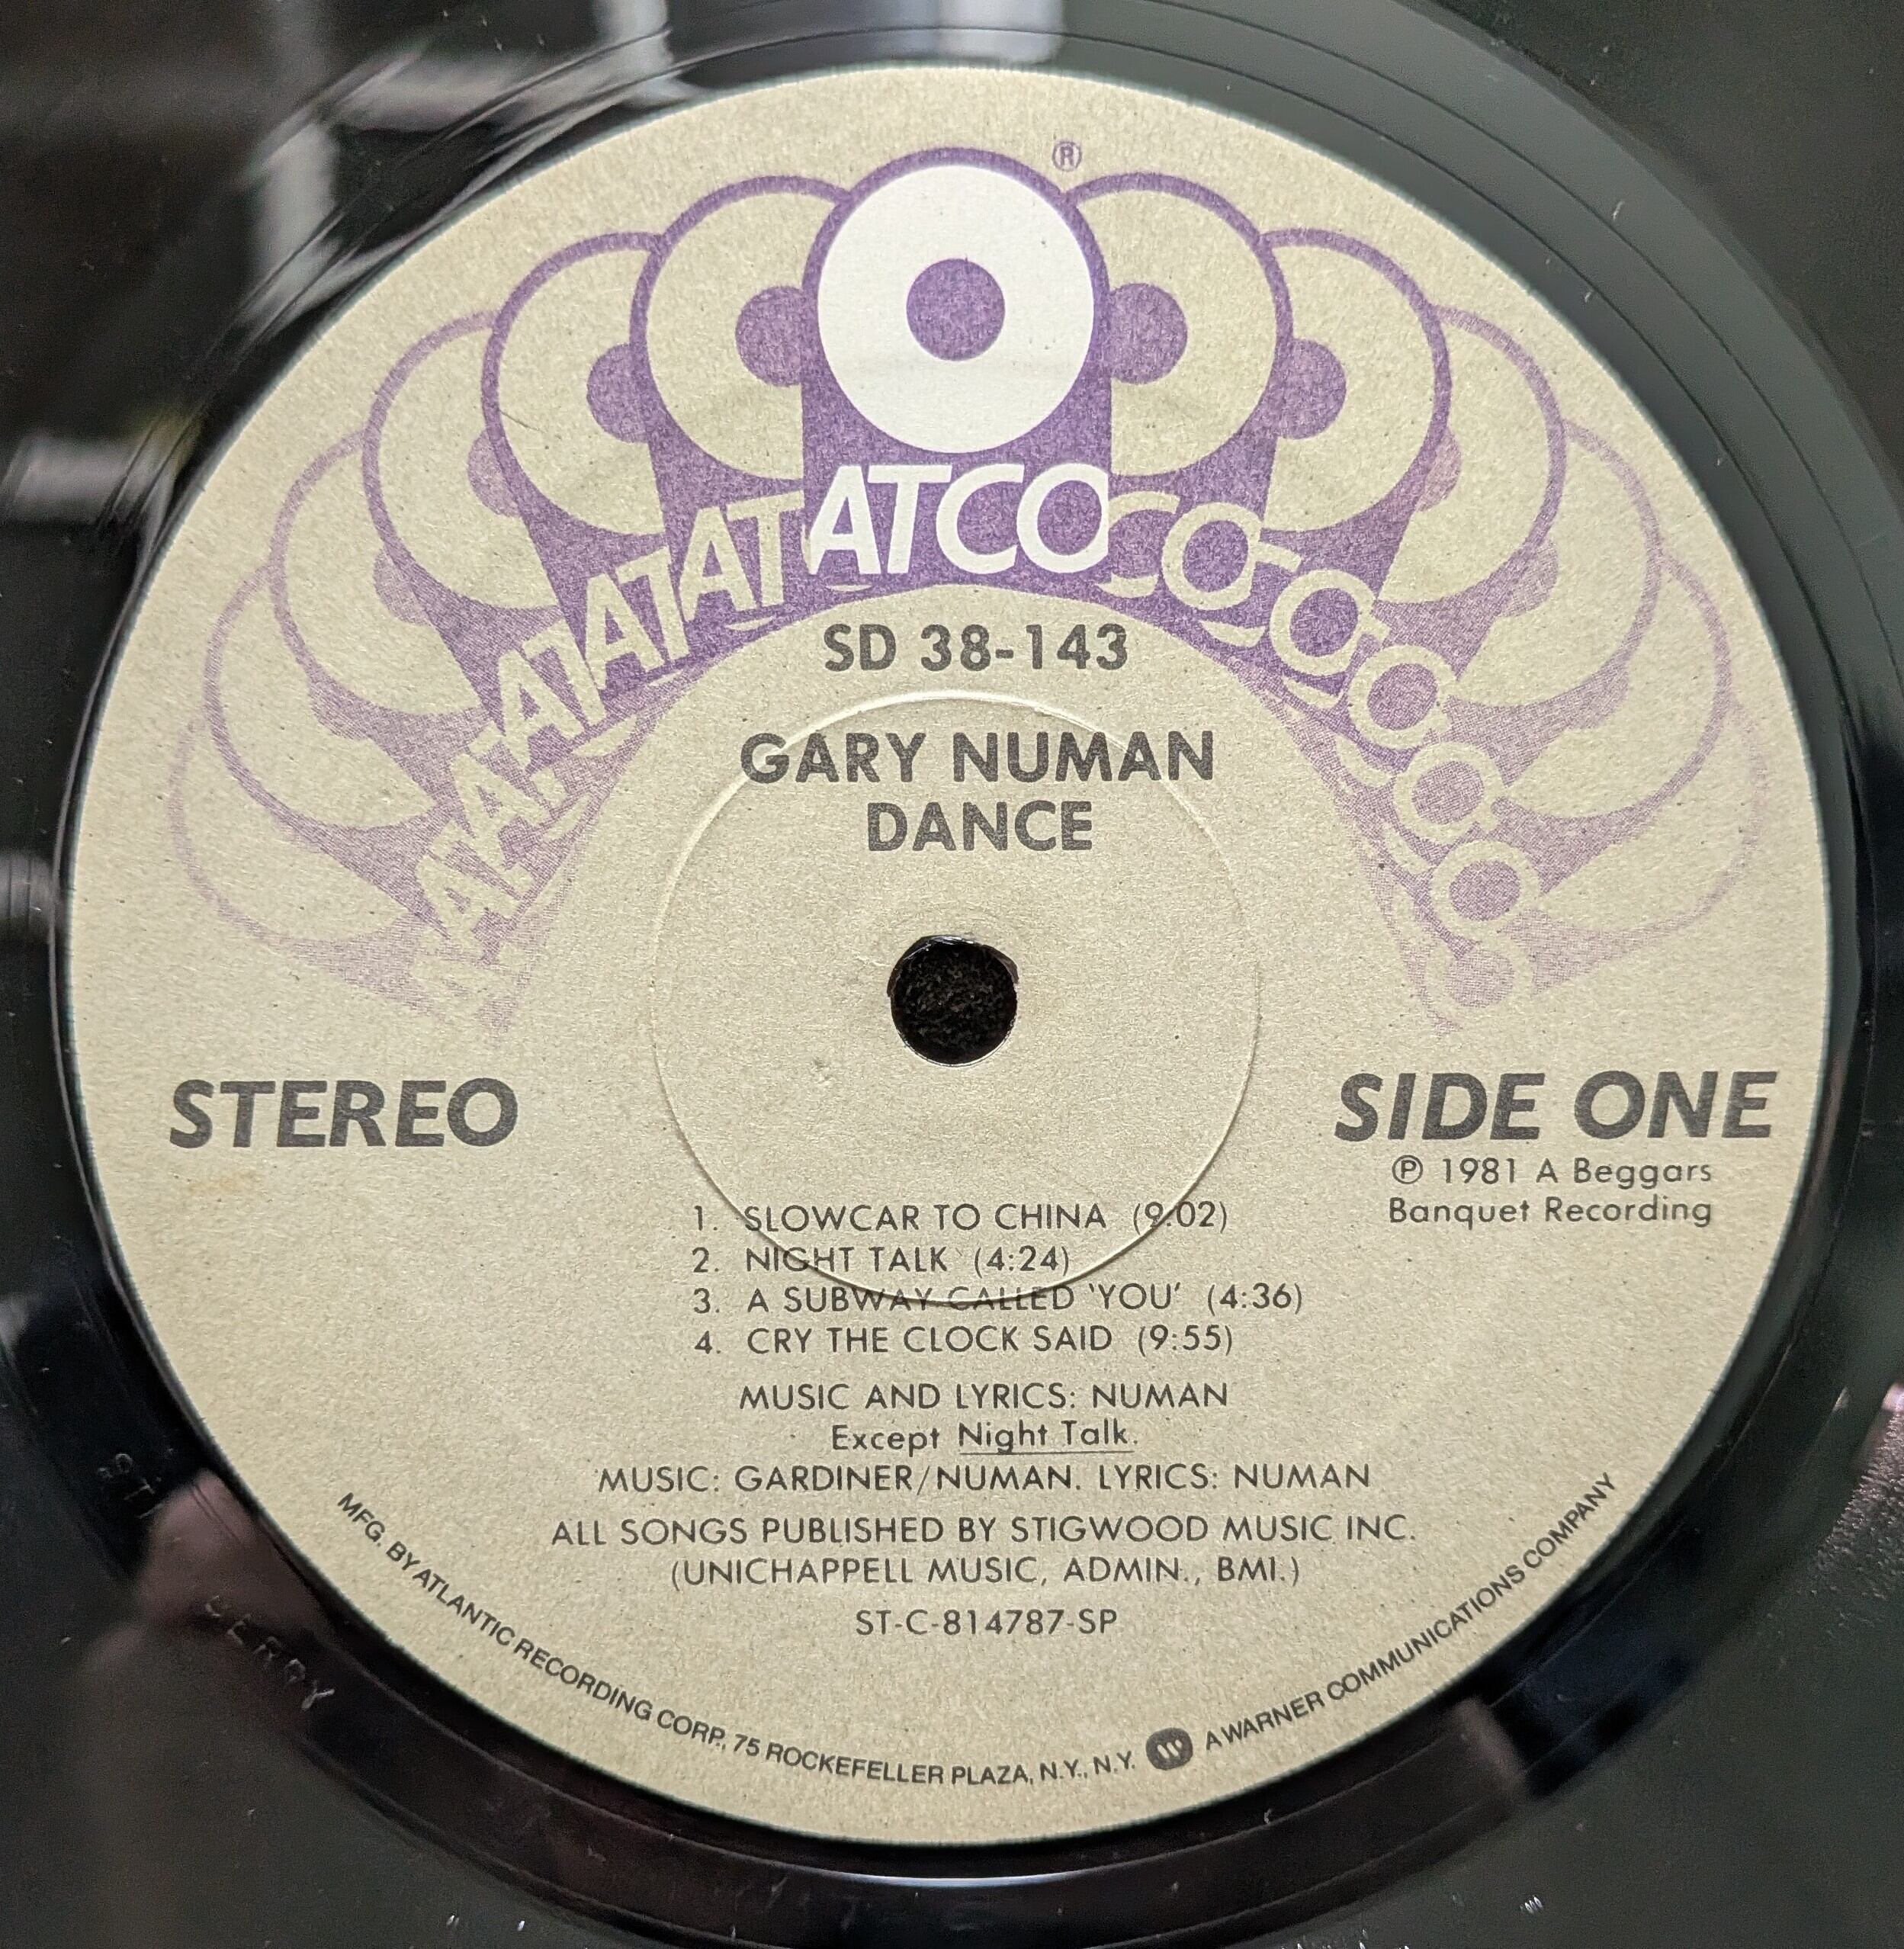 ®
ATCO
SD 38-143
GARY NUMAN
DANCE
STEREO
SIDE ONE
℗ 1981 A Beggars
Banquet Recording
1. SLOWCAR TO CHINA (9:02)
2. NIGHT TALK (4:24)
3. A SUBWAY CALLED 'YOU' (4:36)
4. CRY THE CLOCK SAID (9:55)
MUSIC AND LYRICS: NUMAN
Except Night Talk.
MUSIC: GARDINER/NUMAN. LYRICS: NUMAN
ALL SONGS PUBLISHED BY STIGWOOD MUSIC INC.
(UNICHAPPELL MUSIC, ADMIN., BMI.)
ST-C-814787-SP
MFG. BY ATLANTIC RECORDING CORP., 75 ROCKEFELLER PLAZA, N.Y., N.Y. A WARNER COMMUNICATIONS COMPANY